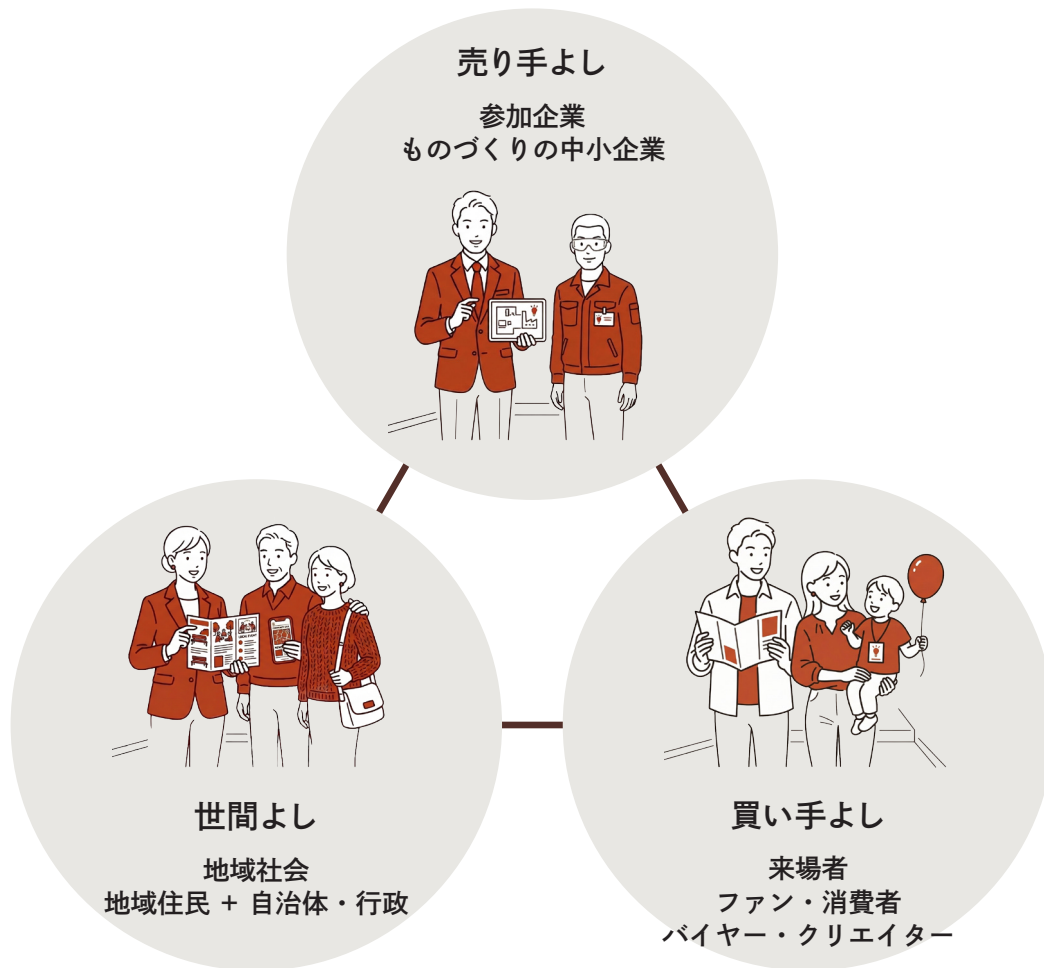 売り手よし
参加企業
ものづくりの中小企業
世間よし
地域社会
地域住民 + 自治体・行政
買い手よし
来場者
ファン・消費者
バイヤー・クリエイター